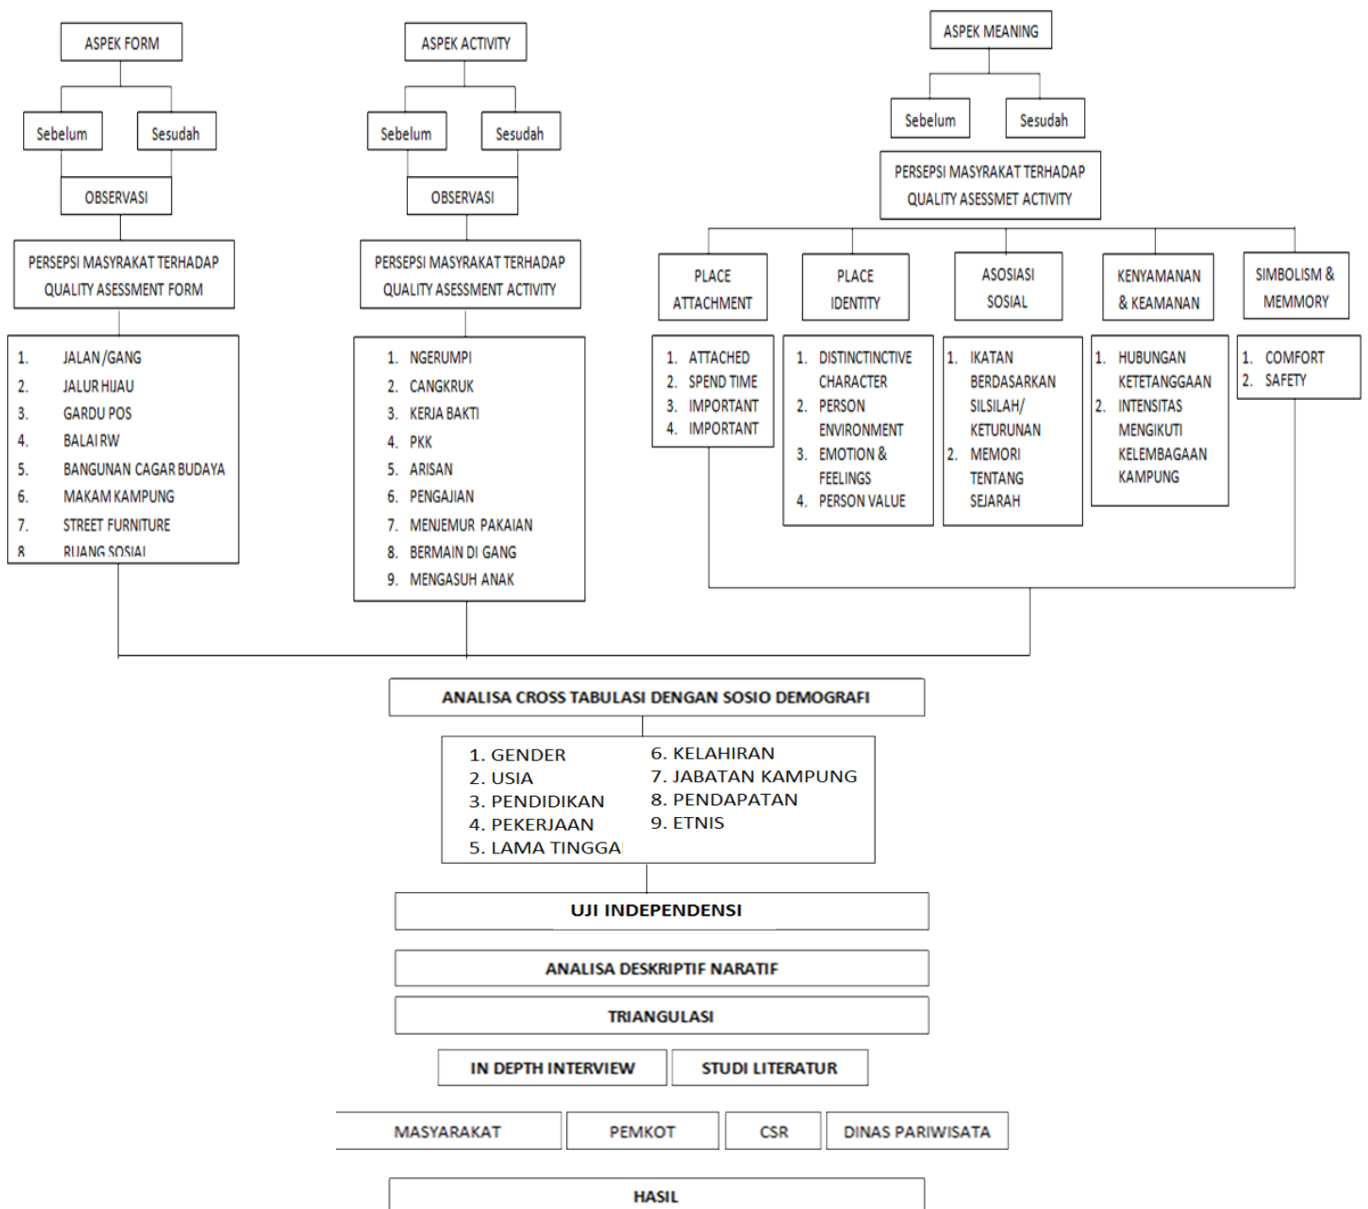 ASPEK FORM
Sebelum
Sesudah
OBSERVASI
PERSEPSI MASYRAKAT TERHADAP
QUALITY ASESSMENT FORM
1. JALAN /GANG
2. JALUR HIJAU
3. GARDU POS
4. BALAI RW
5. BANGUNAN CAGAR BUDAYA
6. MAKAM KAMPUNG
7. STREET FURNITURE
8 RUANG SOSIAL
ASPEK ACTIVITY
Sebelum
Sesudah
OBSERVASI
PERSEPSI MASYRAKAT TERHADAP
QUALITY ASESSMENT ACTIVITY
1. NGERUMPI
2. CANGKRUK
3. KERJA BAKTI
4. PKK
5. ARISAN
6. PENGAJIAN
7. MENJEMUR PAKAIAN
8. BERMAIN DI GANG
9. MENGASUH ANAK
ASPEK MEANING
Sebelum
Sesudah
PERSEPSI MASYRAKAT TERHADAP
QUALITY ASESSMET ACTIVITY
PLACE
ATTACHMENT
1. ATTACHED
2. SPEND TIME
3. IMPORTANT
4. IMPORTANT
PLACE
IDENTITY
1. DISTINCTINCTIVE
CHARACTER
2. PERSON
ENVIRONMENT
3. EMOTION &
FEELINGS
4. PERSON VALUE
ASOSIASI
SOSIAL
1. IKATAN
BERDASARKAN
SILSILAH/
KETURUNAN
2. MEMORI
TENTANG
SEJARAH
KENYAMANAN
& KEAMANAN
1. HUBUNGAN
KETETANGGAAN
2. INTENSITAS
MENGIKUTI
KELEMBAGAAN
KAMPUNG
SIMBOLISM &
MEMMORY
1. COMFORT
2. SAFETY
ANALISA CROSS TABULASI DENGAN SOSIO DEMOGRAFI
1. GENDER
2. USIA
3. PENDIDIKAN
4. PEKERJAAN
5. LAMA TINGGA
6. KELAHIRAN
7. JABATAN KAMPUNG
8. PENDAPATAN
9. ETNIS
UJI INDEPENDENSI
ANALISA DESKRIPTIF NARATIF
TRIANGULASI
IN DEPTH INTERVIEW
STUDI LITERATUR
MASYARAKAT
PEMKOT
CSR
DINAS PARIWISATA
HASIL